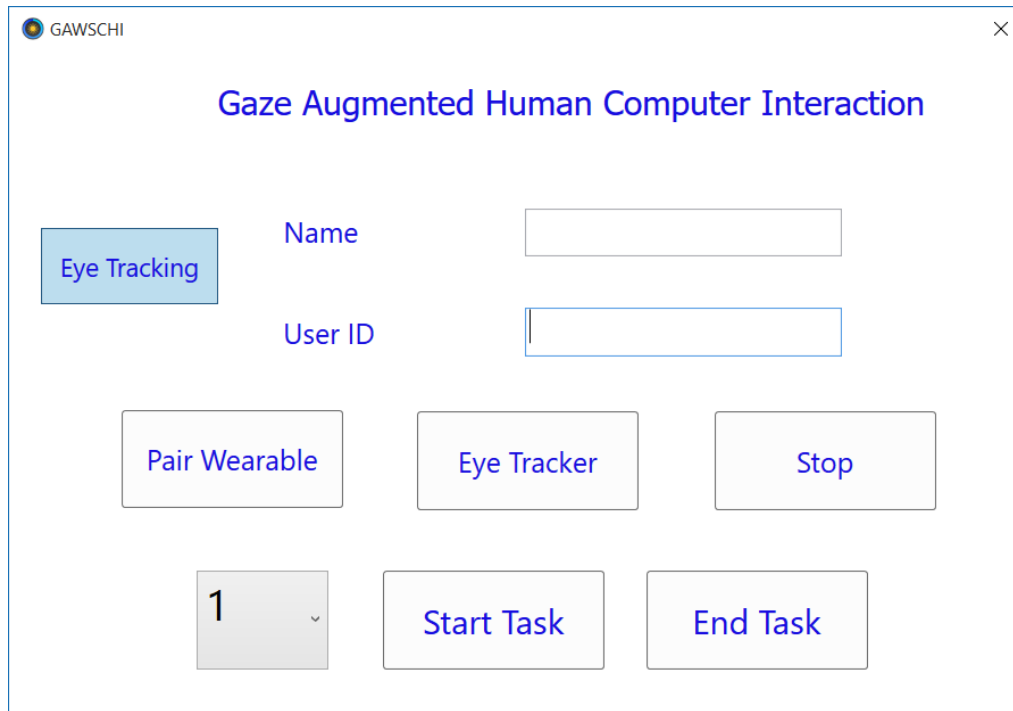 GAWSCHI
Gaze Augmented Human Computer Interaction
Name
Eye Tracking
User ID
Pair Wearable
Eye Tracker
Stop
1
Start Task
End Task